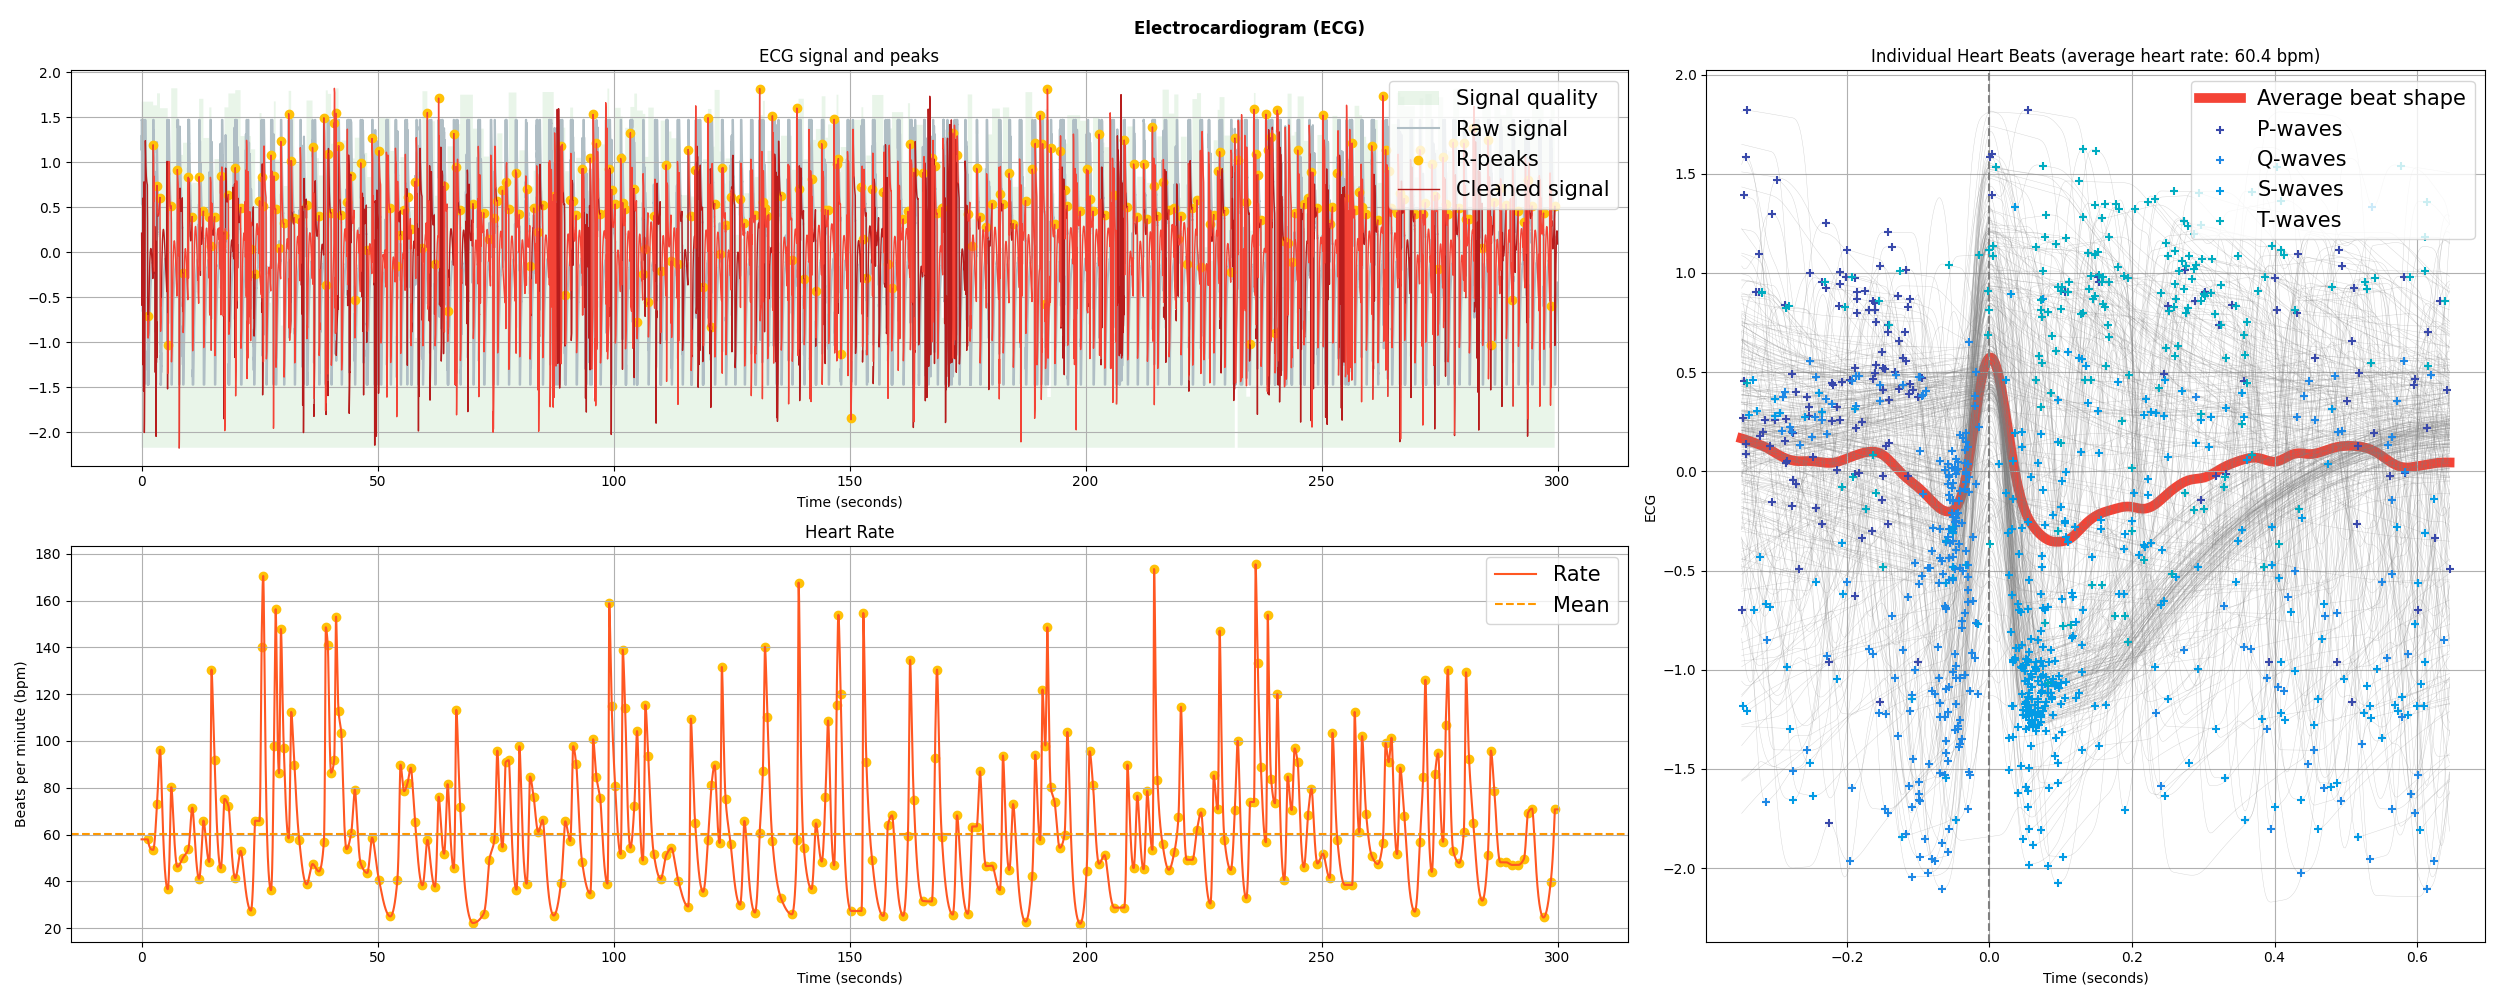 Electrocardiogram (ECG)
ECG signal and peaks
2.0
1.5
1.0
0.5
0.0
−0.5
−1.0
−1.5
−2.0
Signal quality
Raw signal
R-peaks
Cleaned signal
0 50 100 150 200 250 300
Time (seconds)
Heart Rate
Beats per minute (bpm)
180
160
140
120
100
80
60
40
20
Rate
Mean
0 50 100 150 200 250 300
Time (seconds)
Individual Heart Beats (average heart rate: 60.4 bpm)
ECG
2.0
1.5
1.0
0.5
0.0
−0.5
−1.0
−1.5
−2.0
Average beat shape
P-waves
Q-waves
S-waves
T-waves
−0.2 0.0 0.2 0.4 0.6
Time (seconds)